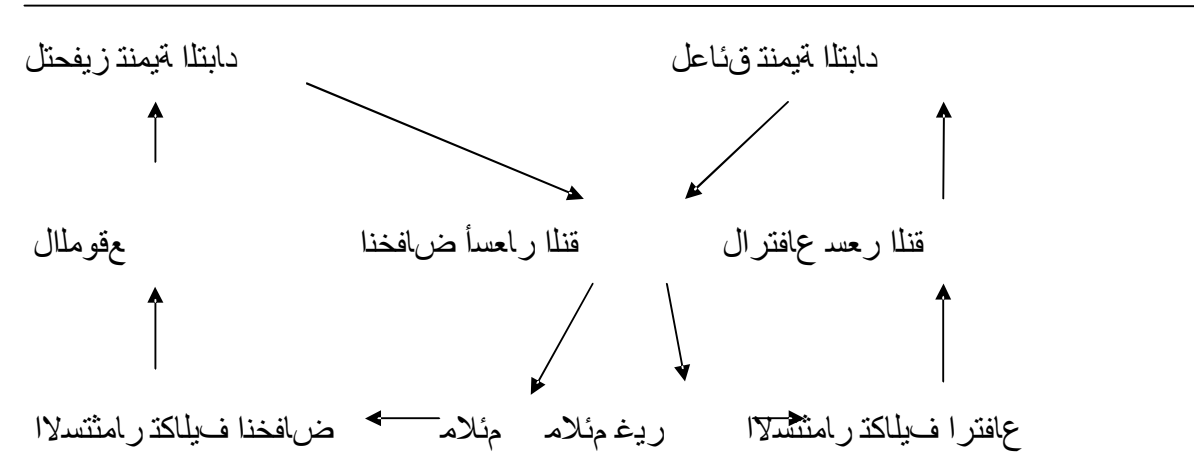 دابتلا ةيمنت قئاعل
دابتلا ةيمنت زيفحتل
قنلا رعس عافترال
قنلا راعسأ ضافخنا
عقوملال
عافترا فيلاكت رامثتسلاا
ريغ مئلام
مئلام
ضافخنا فيلاكت رامثتسلاا